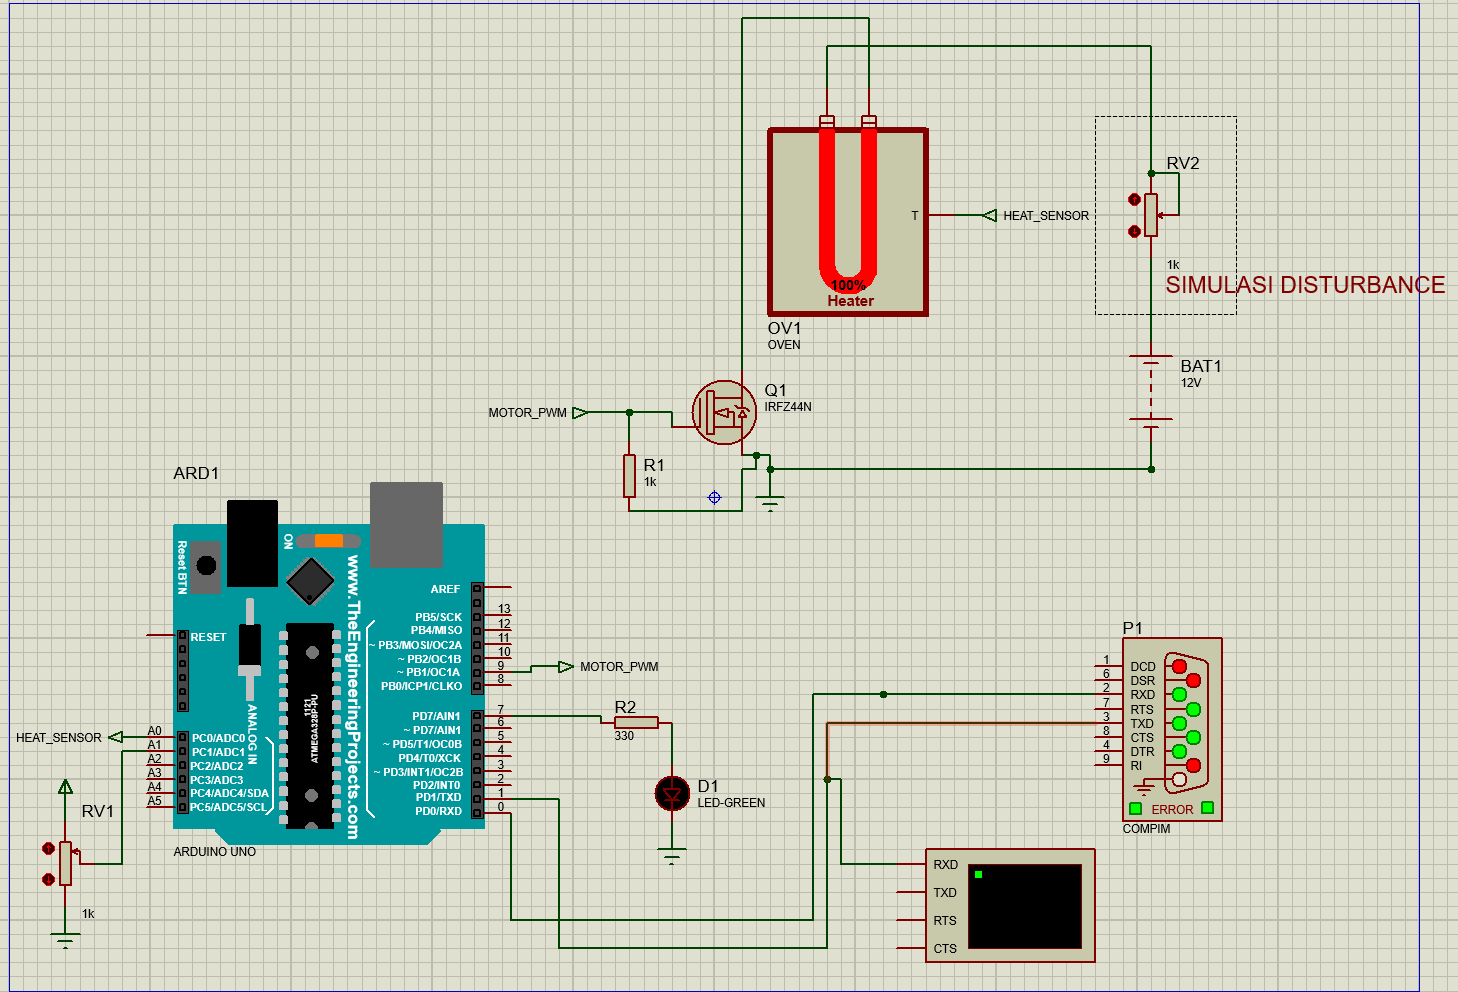 RV2
T
HEAT_SENSOR
1k
SIMULASI DISTURBANCE
100%
Heater
OV1
OVEN
BAT1
12V
Q1
IRFZ44N
MOTOR_PWM
R1
1k
ARD1
ON
Reset BTN
www.TheEngineeringProjects.com
AREF
PB5/SCK 13
PB4/MISO 12
~ PB3/MOSI/OC2A 11
~ PB2/OC1B 10
~ PB1/OC1A 9
PB0/ICP1/CLKO 8
MOTOR_PWM
RESET
1121
ATMEGA328P-PU
ANALOG IN
PD7/AIN1 7
~ PD7/AIN1 6
~ PD5/T1/OC0B 5
PD4/T0/XCK 4
~ PD3/INT1/OC2B 3
PD2/INT0 2
PD1/TXD 1
PD0/RXD 0
HEAT_SENSOR
A0 PC0/ADC0
A1 PC1/ADC1
A2 PC2/ADC2
A3 PC3/ADC3
A4 PC4/ADC4/SDA
A5 PC5/ADC5/SCL
RV1
1k
ARDUINO UNO
R2
330
D1
LED-GREEN
P1
1 DCD
6 DSR
2 RXD
7 RTS
3 TXD
8 CTS
4 DTR
9 RI
ERROR
COMPIM
RXD
TXD
RTS
CTS